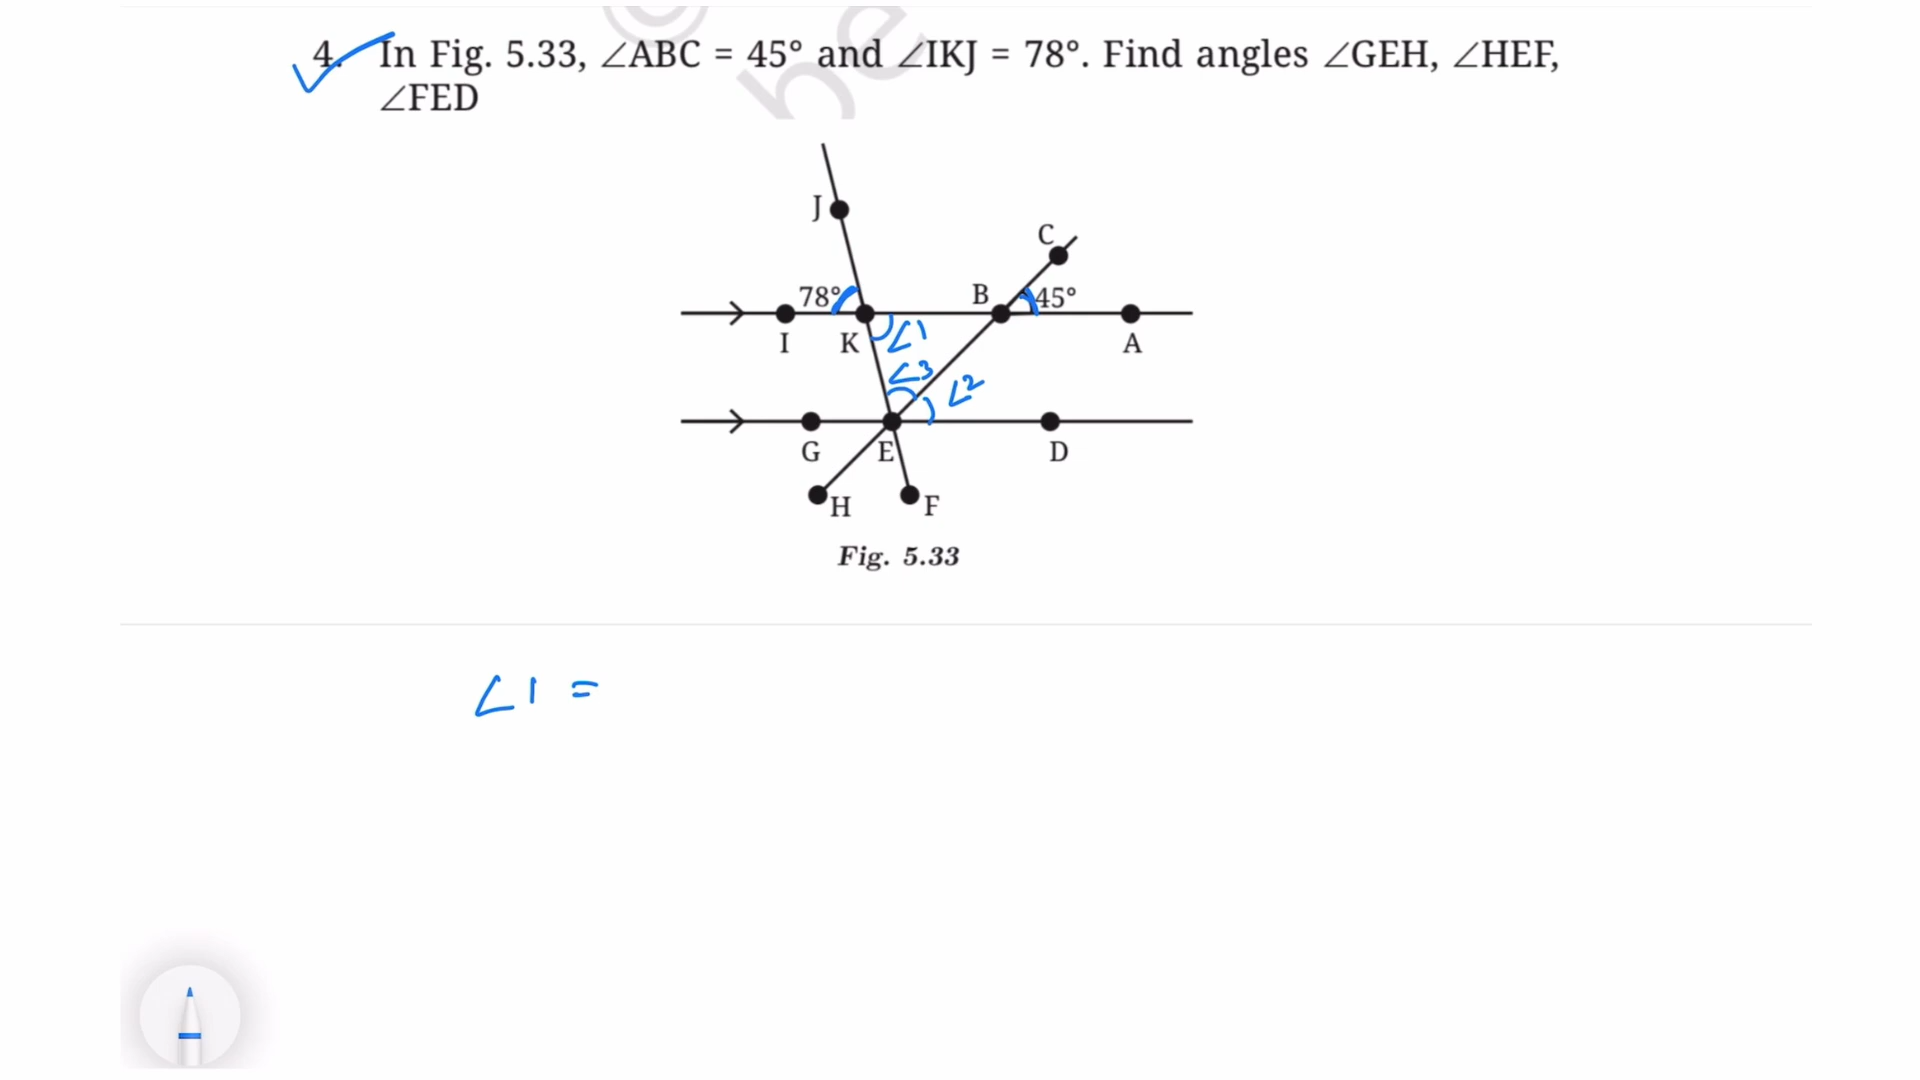 4. In Fig. 5.33, ∠ABC = 45° and ∠IKJ = 78°. Find angles ∠GEH, ∠HEF,
∠FED
J
C
78°
B
45°
I
K
∠1
A
∠3
∠2
G
E
D
H
F
Fig. 5.33
∠1 =